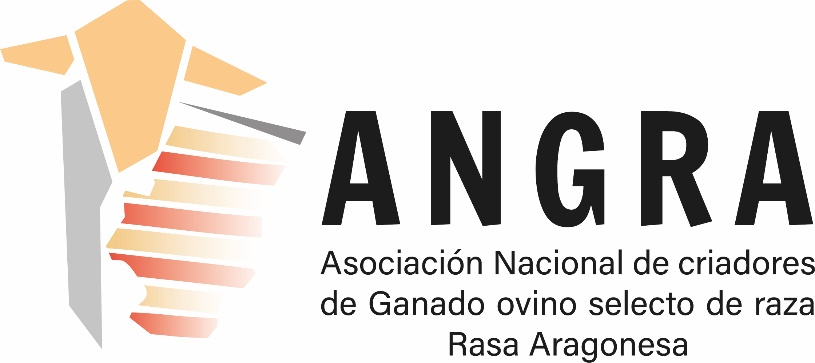 ANGRA
Asociación Nacional de criadores
de Ganado ovino selecto de raza
Rasa Aragonesa